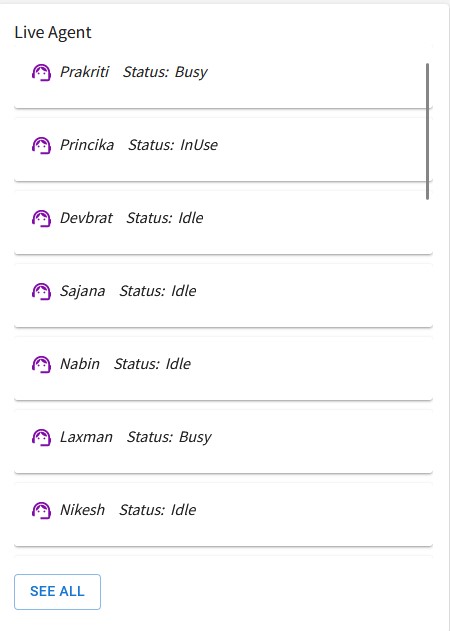 Live Agent
Prakriti Status: Busy
Princika Status: InUse
Devbrat Status: Idle
Sajana Status: Idle
Nabin Status: Idle
Laxman Status: Busy
Nikesh Status: Idle
SEE ALL